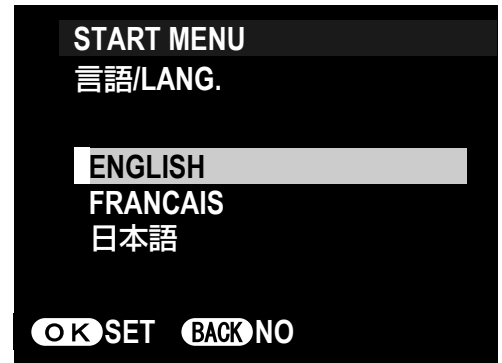 START MENU
言語/LANG.
ENGLISH
FRANCAIS
日本語
OK SET BACK NO